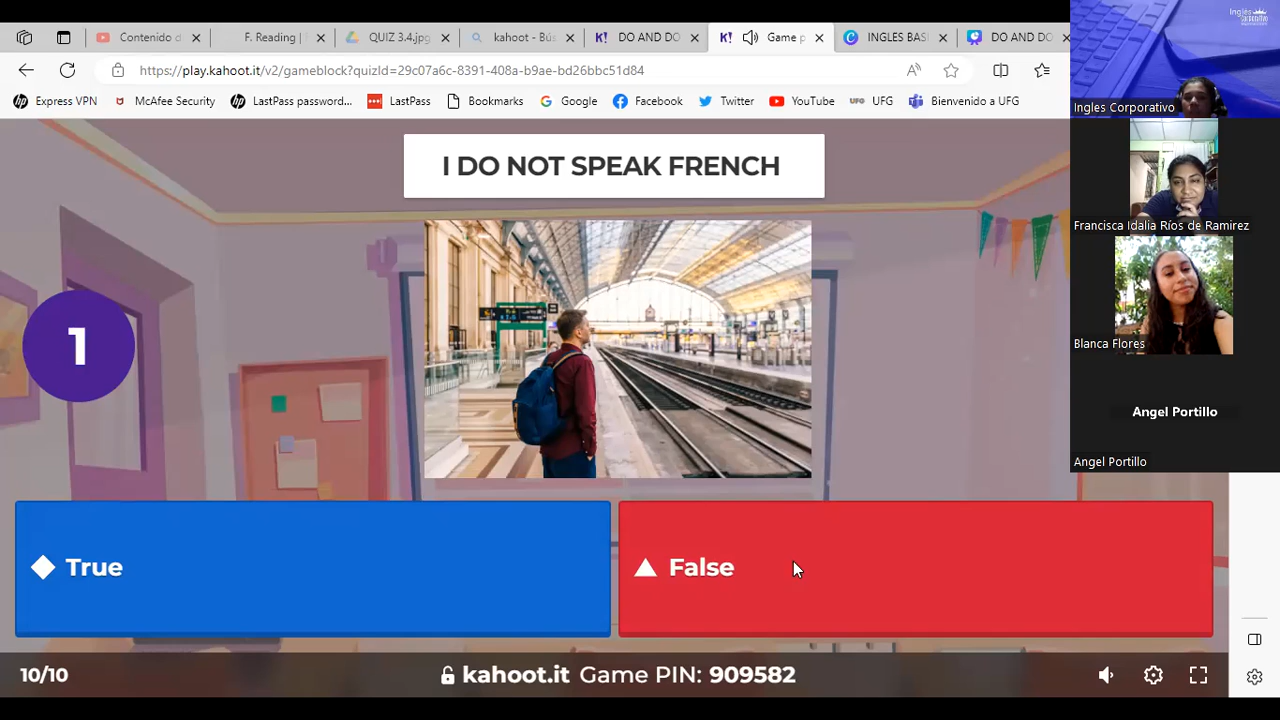 Contenido d
F. Reading |
QUIZ 3.4.jpg
kahoot - Bús
K! DO AND DO
K! Game p
INGLES BAS
DO AND DO
https://play.kahoot.it/v2/gameblock?quizId=29c07a6c-8391-408a-b9ae-bd26bbc51d84
Express VPN
McAfee Security
LastPass password...
LastPass
Bookmarks
Google
Facebook
Twitter
YouTube
UFG UFG
Bienvenido a UFG
I DO NOT SPEAK FRENCH
1
True
False
10/10
kahoot.it Game PIN: 909582
Inglés
CORPORATIVO
Ingles Corporativo
Francisca Idalia Ríos de Ramirez
Blanca Flores
Angel Portillo
Angel Portillo